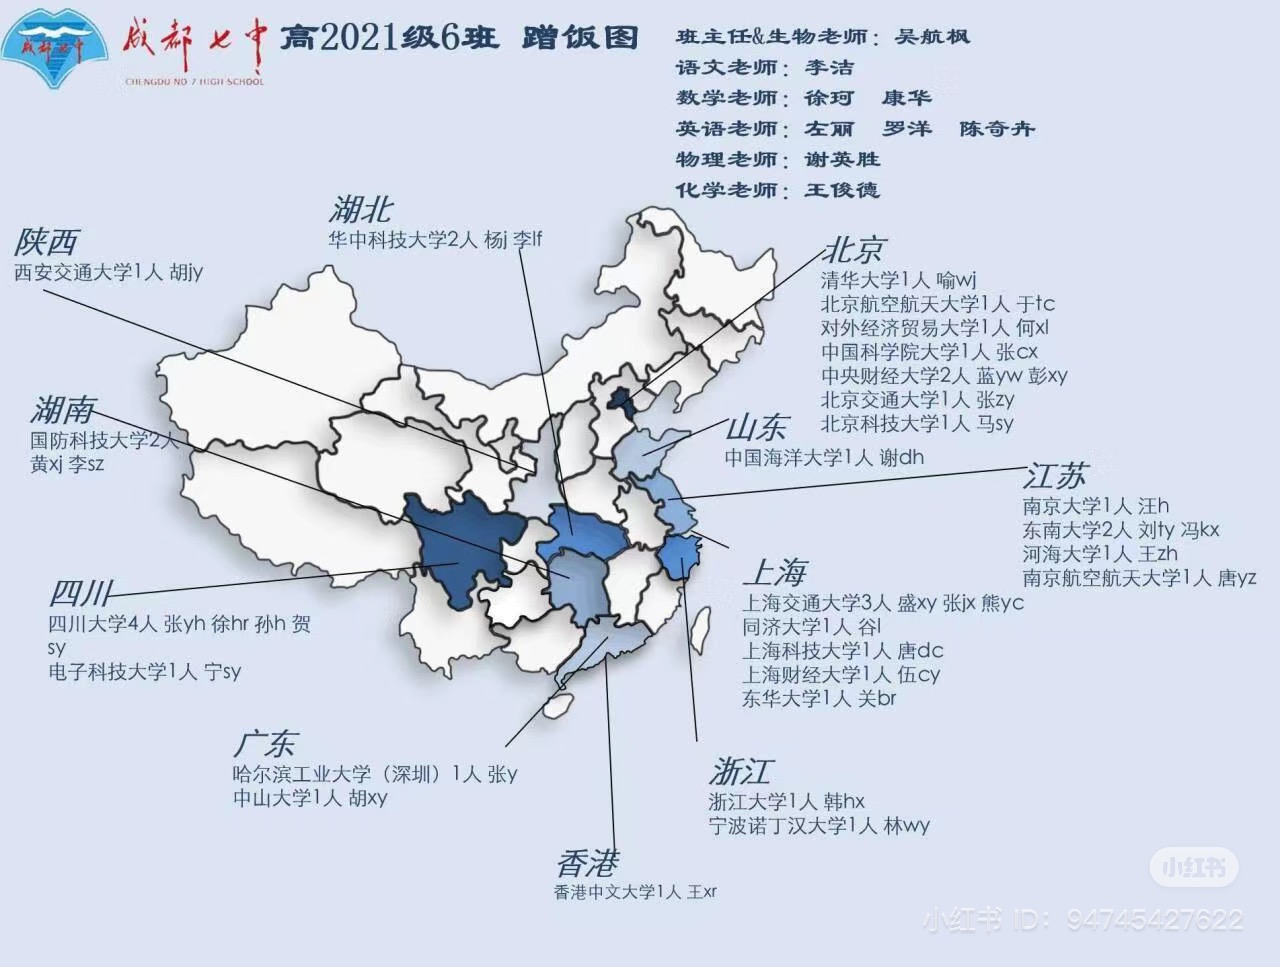 成都七中
CHENGDU NO 7 HIGH SCHOOL
成都七中
高2021级6班 蹭饭图
班主任&生物老师：吴航枫
语文老师：李洁
数学老师：徐珂 康华
英语老师：左丽 罗洋 陈奇卉
物理老师：谢英胜
化学老师：王俊德
湖北
华中科技大学2人 杨j 李lf
陕西
西安交通大学1人 胡jy
北京
清华大学1人 喻wj
北京航空航天大学1人 于tc
对外经济贸易大学1人 何xl
中国科学院大学1人 张cx
中央财经大学2人 蓝yw 彭xy
北京交通大学1人 张zy
北京科技大学1人 马sy
湖南
国防科技大学2人
黄xj 李sz
山东
中国海洋大学1人 谢dh
江苏
南京大学1人 汪h
东南大学2人 刘ty 冯kx
河海大学1人 王zh
南京航空航天大学1人 唐yz
上海
上海交通大学3人 盛xy 张jx 熊yc
同济大学1人 谷l
上海科技大学1人 唐dc
上海财经大学1人 伍cy
东华大学1人 关br
四川
四川大学4人 张yh 徐hr 孙h 贺
sy
电子科技大学1人 宁sy
广东
哈尔滨工业大学（深圳）1人 张y
中山大学1人 胡xy
浙江
浙江大学1人 韩hx
宁波诺丁汉大学1人 林wy
香港
香港中文大学1人 王xr
小红书
小红书 ID：94745427622